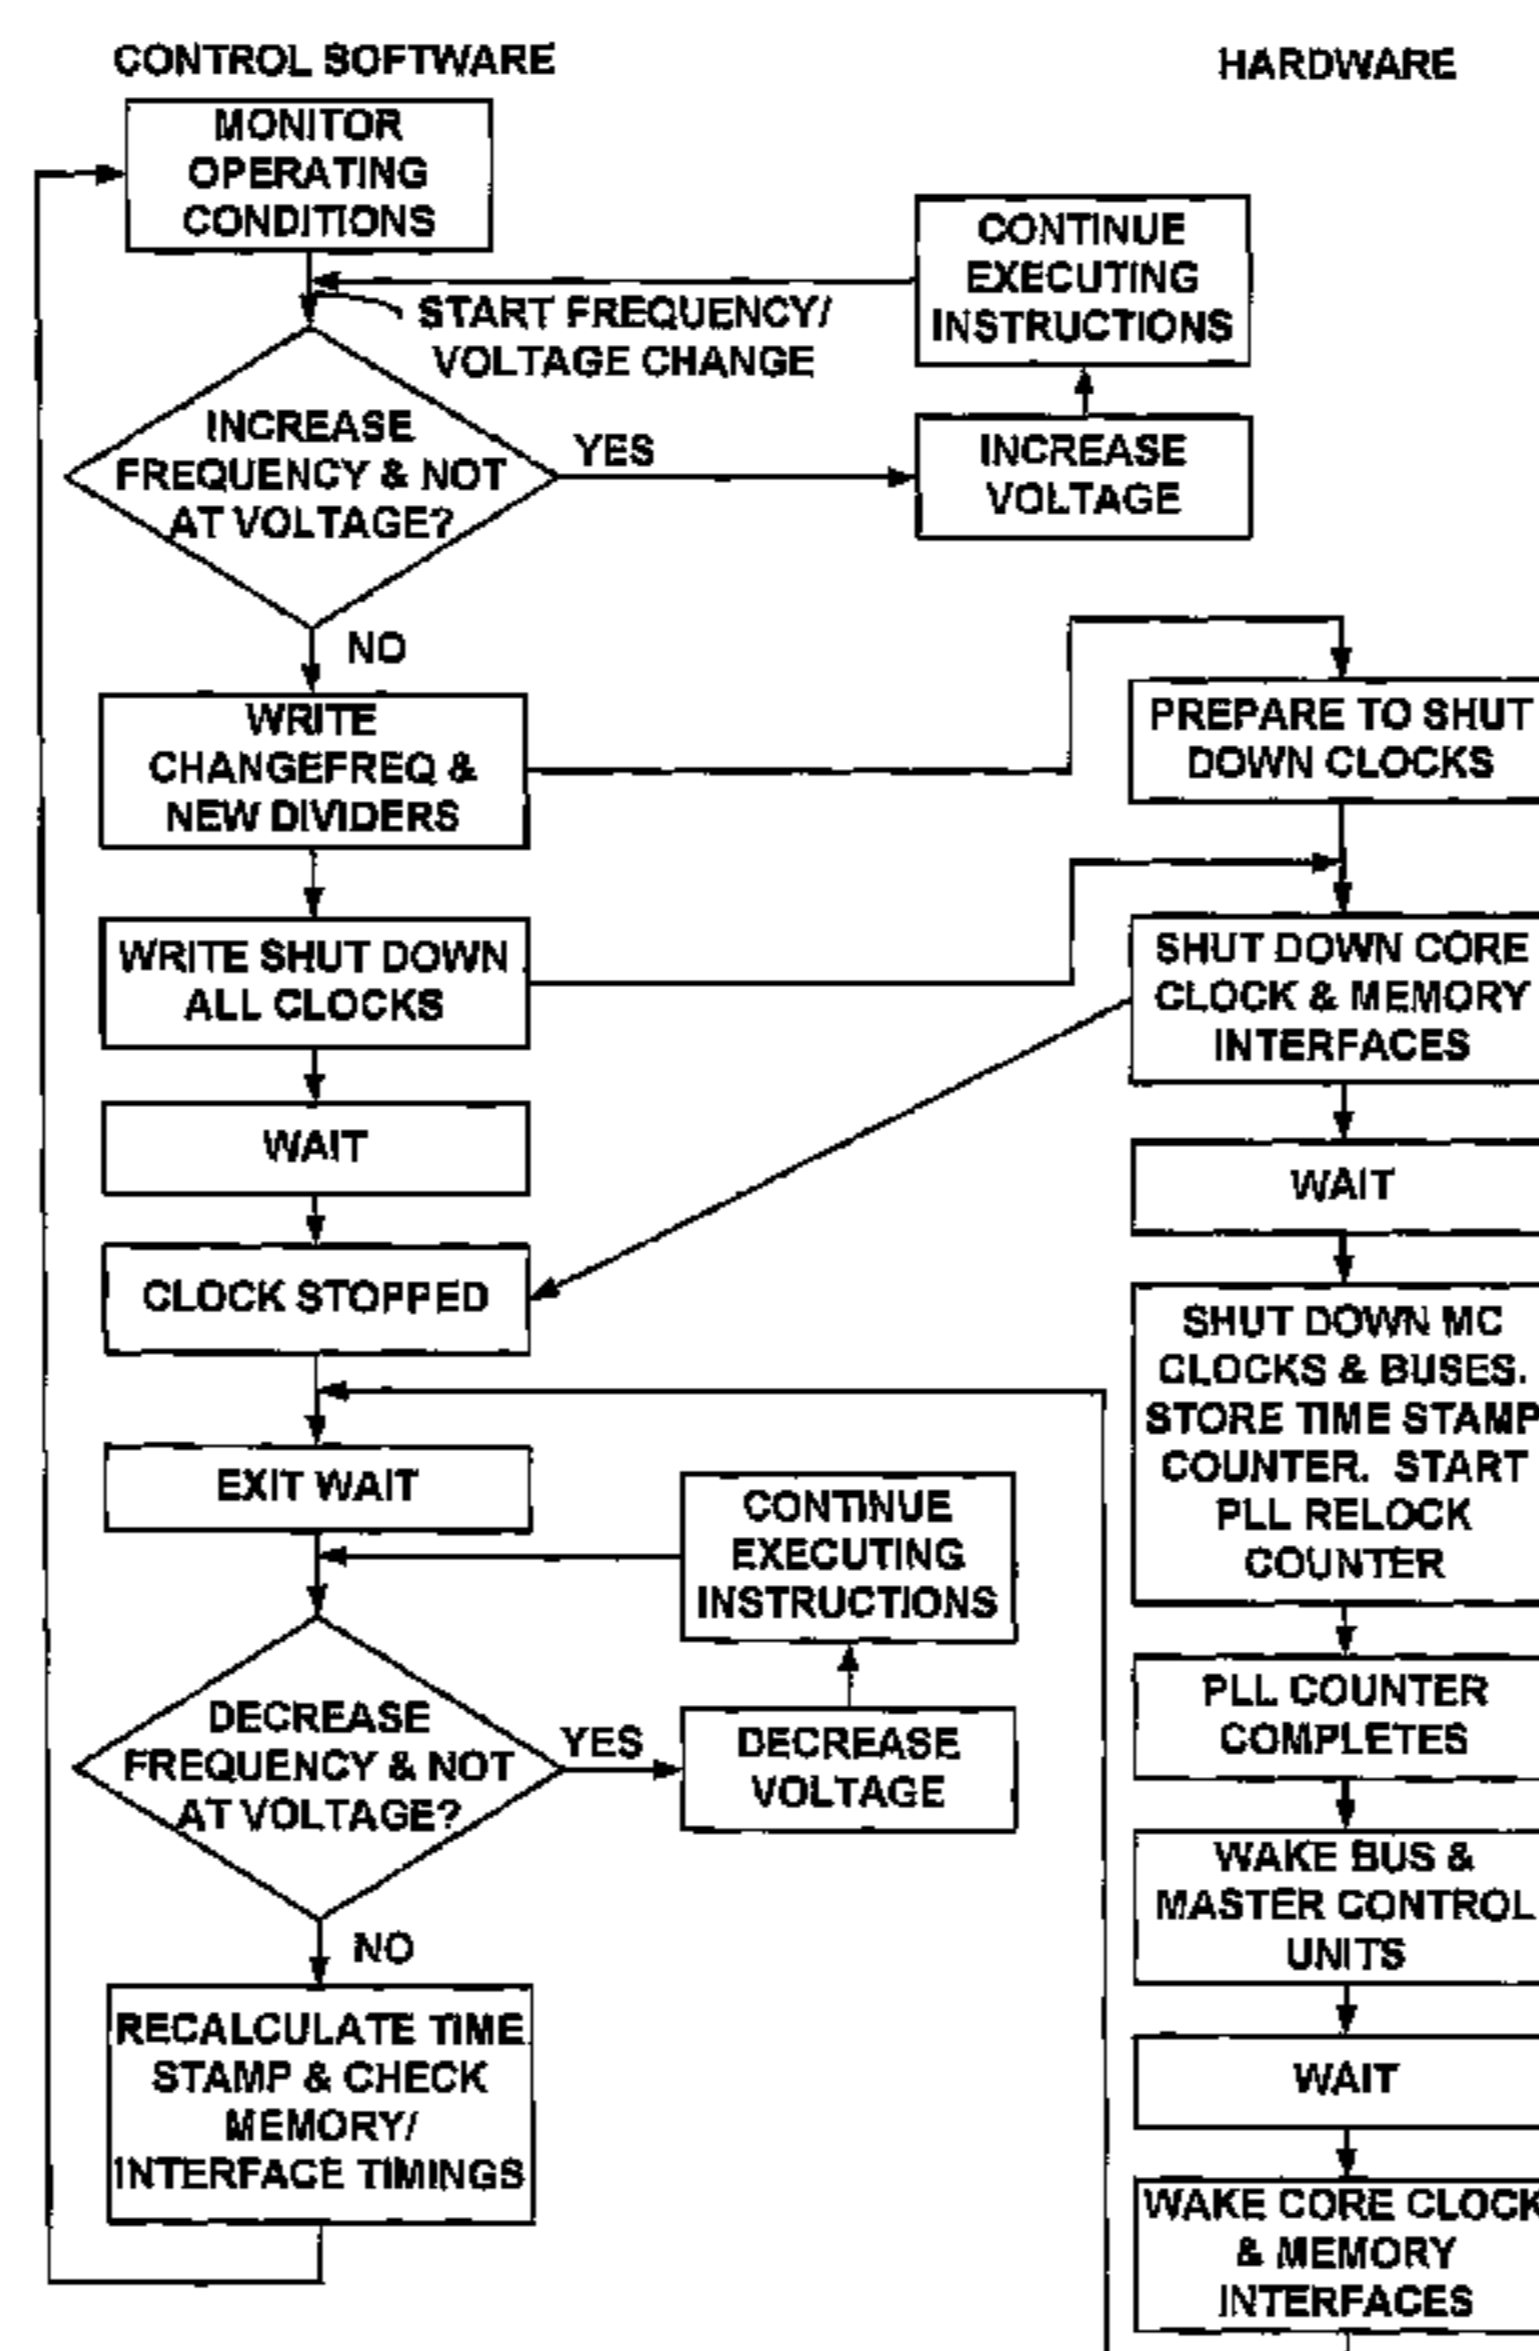 CONTROL SOFTWARE
HARDWARE
MONITOR
OPERATING
CONDITIONS
CONTINUE
EXECUTING
INSTRUCTIONS
START FREQUENCY/
VOLTAGE CHANGE
INCREASE
FREQUENCY & NOT
AT VOLTAGE?
YES
INCREASE
VOLTAGE
NO
WRITE
CHANGEFREQ &
NEW DIVIDERS
PREPARE TO SHUT
DOWN CLOCKS
WRITE SHUT DOWN
ALL CLOCKS
SHUT DOWN CORE
CLOCK & MEMORY
INTERFACES
WAIT
WAIT
CLOCK STOPPED
SHUT DOWN MC
CLOCKS & BUSES.
STORE TIME STAMP
COUNTER. START
PLL RELOCK
COUNTER
EXIT WAIT
CONTINUE
EXECUTING
INSTRUCTIONS
DECREASE
FREQUENCY & NOT
AT VOLTAGE?
YES
DECREASE
VOLTAGE
PLL COUNTER
COMPLETES
WAKE BUS &
MASTER CONTROL
UNITS
NO
RECALCULATE TIME
STAMP & CHECK
MEMORY/
INTERFACE TIMINGS
WAIT
WAKE CORE CLOCK
& MEMORY
INTERFACES